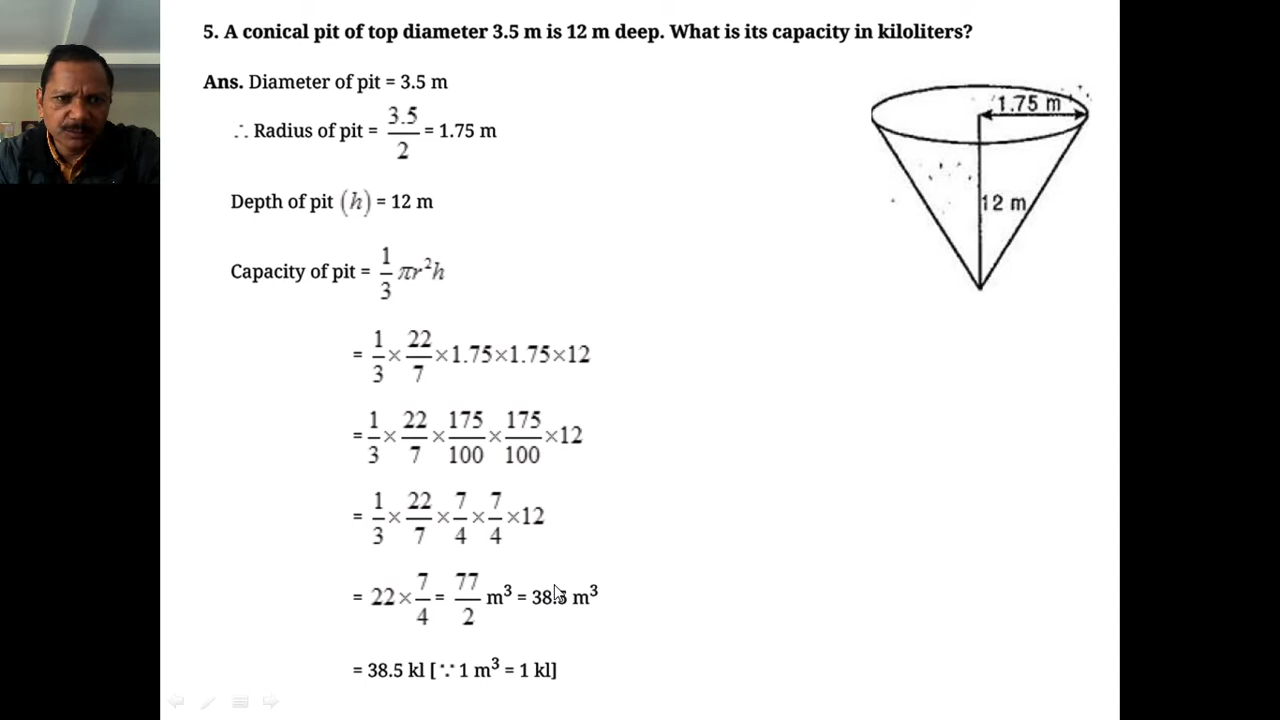 5. A conical pit of top diameter 3.5 m is 12 m deep. What is its capacity in kiloliters?
Ans. Diameter of pit = 3.5 m
∴ Radius of pit = 3.5/2 = 1.75 m
Depth of pit (h) = 12 m
Capacity of pit = 1/3 πr²h
= 1/3 × 22/7 × 1.75 × 1.75 × 12
= 1/3 × 22/7 × 175/100 × 175/100 × 12
= 1/3 × 22/7 × 7/4 × 7/4 × 12
= 22 × 7/4 = 77/2 m³ = 38.5 m³
= 38.5 kl [∵ 1 m³ = 1 kl]
1.75 m
12 m